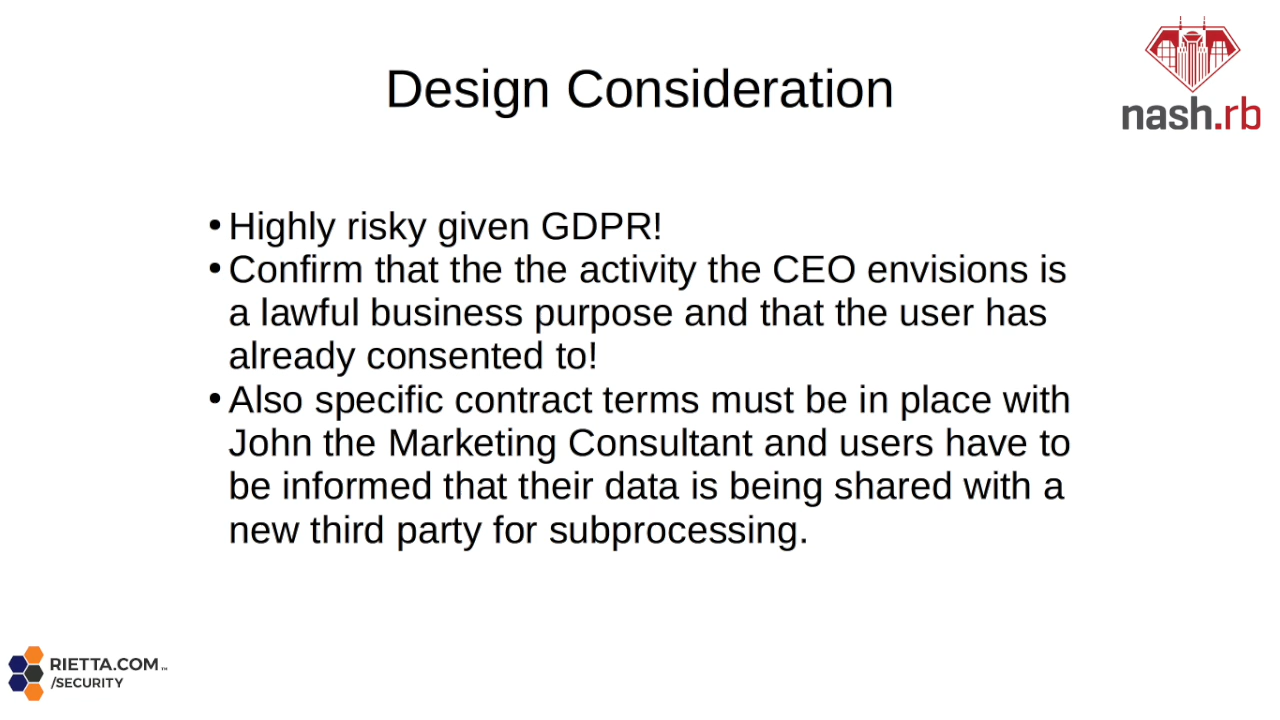 Design Consideration
nash.rb
• Highly risky given GDPR!
• Confirm that the the activity the CEO envisions is
a lawful business purpose and that the user has
already consented to!
• Also specific contract terms must be in place with
John the Marketing Consultant and users have to
be informed that their data is being shared with a
new third party for subprocessing.
RIETTA.COM™
/SECURITY